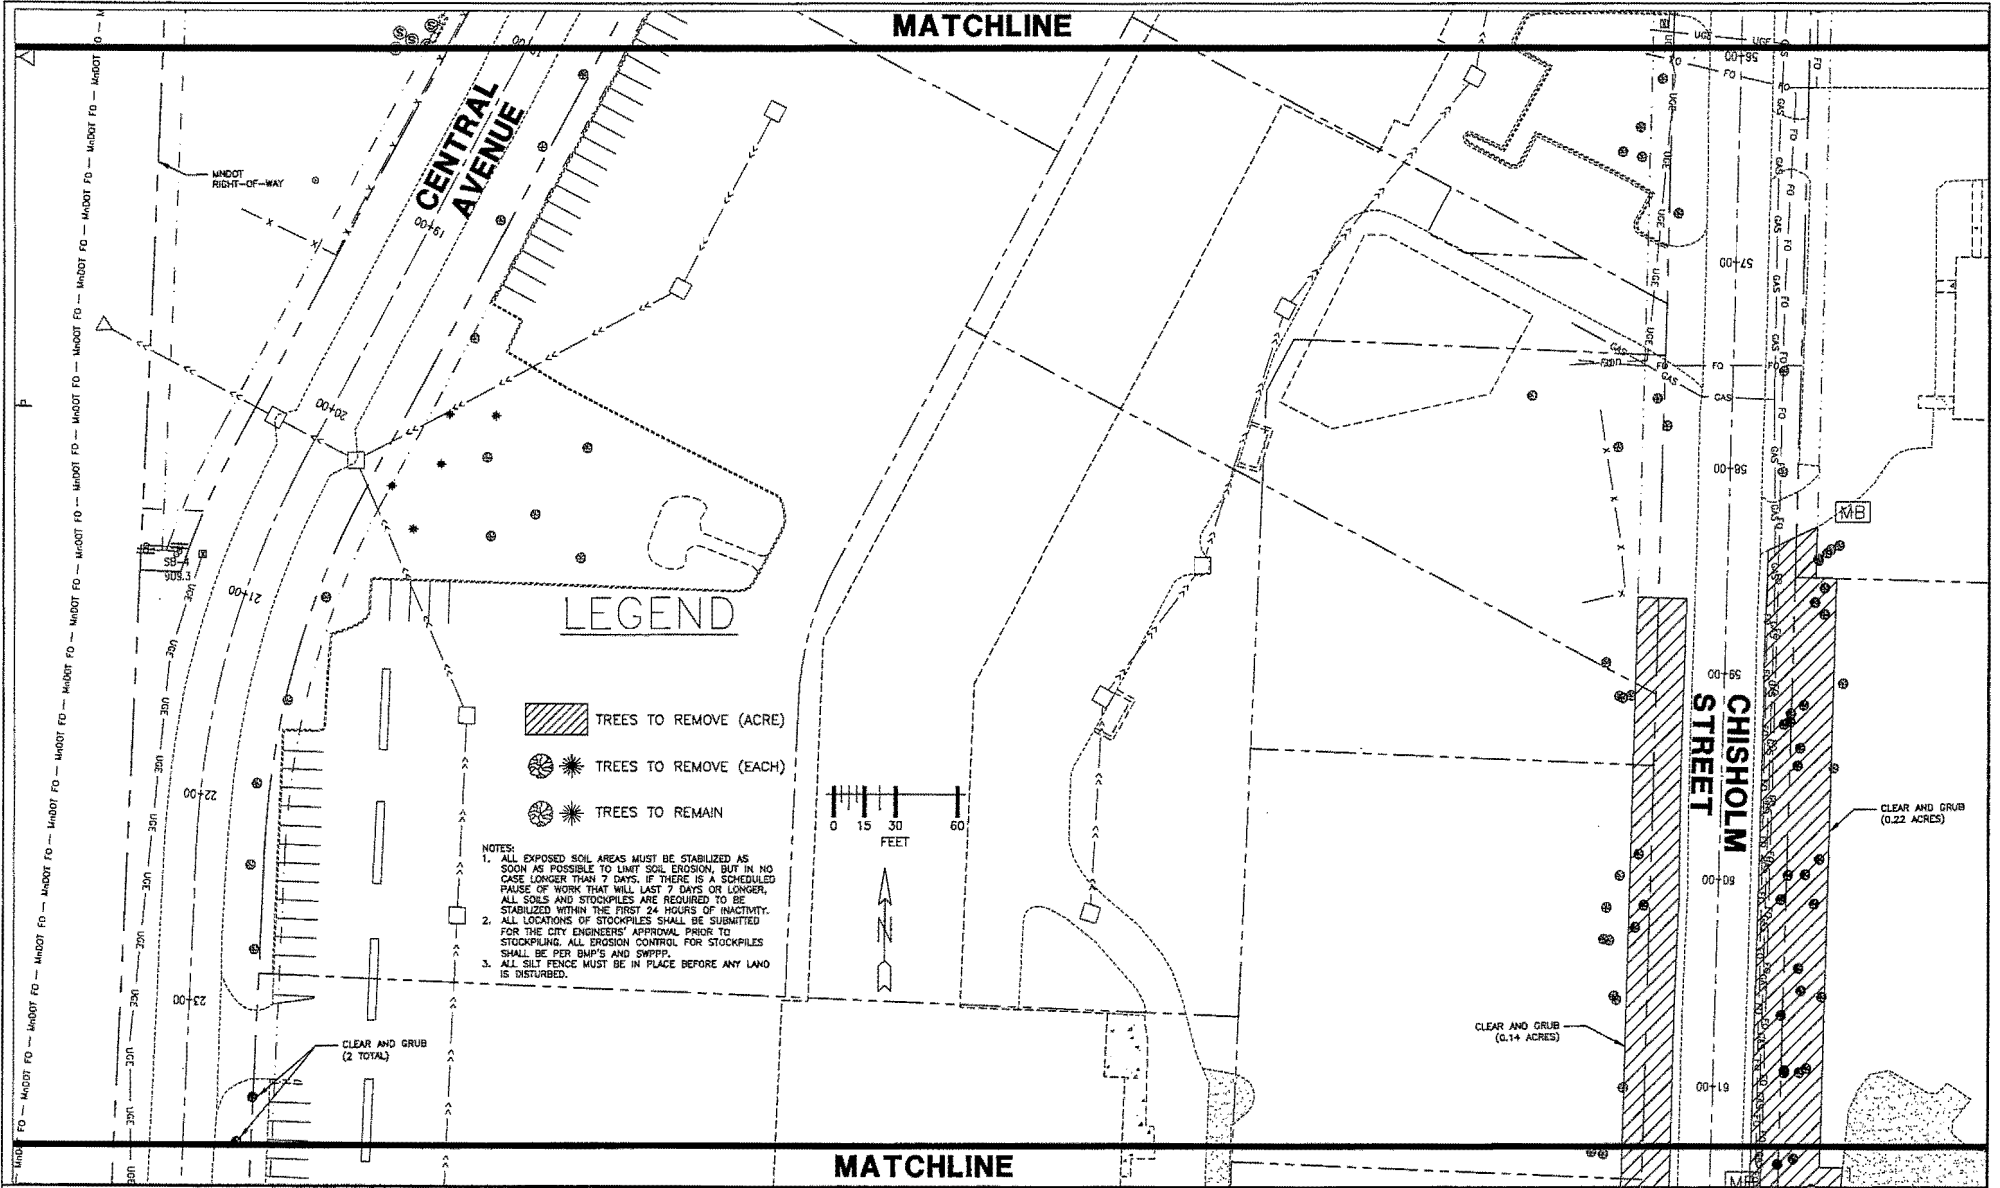 MATCHLINE
CENTRAL
AVENUE
MNDOT
RIGHT-OF-WAY
19+00
20+00
21+00
22+00
23+00
SB-4
909.3
P
LEGEND
TREES TO REMOVE (ACRE)
TREES TO REMOVE (EACH)
TREES TO REMAIN
NOTES:
1. ALL EXPOSED SOIL AREAS MUST BE STABILIZED AS
SOON AS POSSIBLE TO LIMIT SOIL EROSION, BUT IN NO
CASE LONGER THAN 7 DAYS. IF THERE IS A SCHEDULED
PAUSE OF WORK THAT WILL LAST 7 DAYS OR LONGER,
ALL SOILS AND STOCKPILES ARE REQUIRED TO BE
STABILIZED WITHIN THE FIRST 24 HOURS OF INACTIVITY.
2. ALL LOCATIONS OF STOCKPILES SHALL BE SUBMITTED
FOR THE CITY ENGINEERS' APPROVAL PRIOR TO
STOCKPILING. ALL EROSION CONTROL FOR STOCKPILES
SHALL BE PER BMP'S AND SWPPP.
3. ALL SILT FENCE MUST BE IN PLACE BEFORE ANY LAND
IS DISTURBED.
0 15 30 60
FEET
N
CLEAR AND GRUB
(2 TOTAL)
56+00
57+00
58+00
59+00
60+00
61+00
CHISHOLM
STREET
MB
CLEAR AND GRUB
(0.22 ACRES)
CLEAR AND GRUB
(0.14 ACRES)
MnDOT FO
UGE
GAS
FO
MATCHLINE